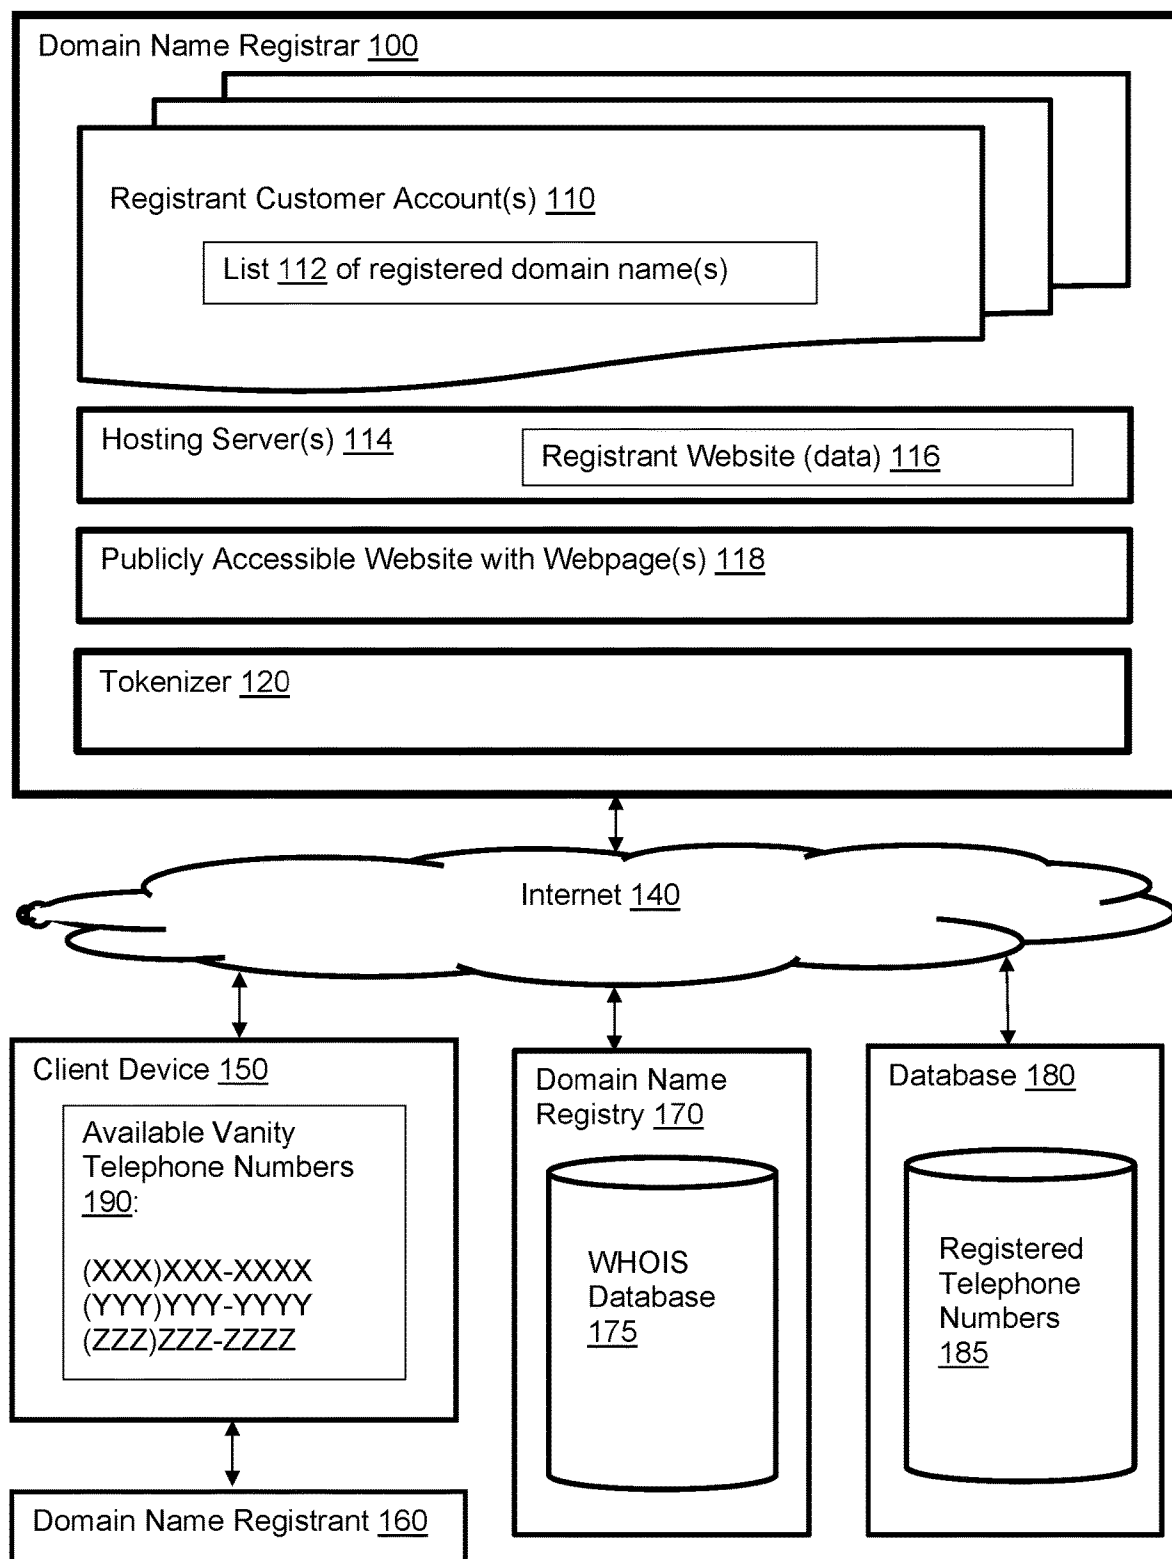 Domain Name Registrar 100
Registrant Customer Account(s) 110
List 112 of registered domain name(s)
Hosting Server(s) 114
Registrant Website (data) 116
Publicly Accessible Website with Webpage(s) 118
Tokenizer 120
Internet 140
Client Device 150
Available Vanity
Telephone Numbers
190:
(XXX)XXX-XXXX
(YYY)YYY-YYYY
(ZZZ)ZZZ-ZZZZ
Domain Name
Registry 170
WHOIS
Database
175
Database 180
Registered
Telephone
Numbers
185
Domain Name Registrant 160